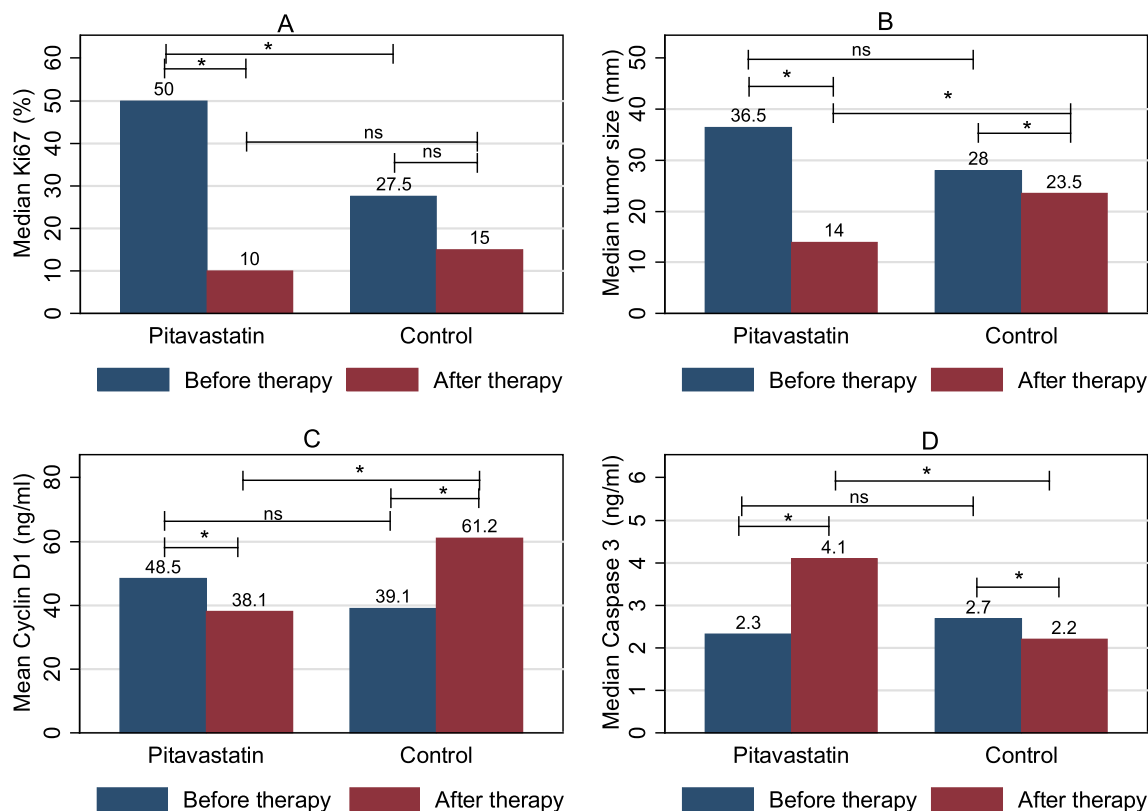 A
Median Ki67 (%)
60
50
40
30
20
10
0
*
*
50
ns
ns
27.5
10
15
Pitavastatin
Control
Before therapy
After therapy
B
Median tumor size (mm)
50
40
30
20
10
0
ns
*
*
*
36.5
28
23.5
14
Pitavastatin
Control
Before therapy
After therapy
C
Mean Cyclin D1 (ng/ml)
80
60
40
20
0
*
*
ns
*
61.2
48.5
38.1
39.1
Pitavastatin
Control
Before therapy
After therapy
D
Median Caspase 3 (ng/ml)
6
5
4
3
2
1
0
*
ns
*
4.1
*
2.3
2.7
2.2
Pitavastatin
Control
Before therapy
After therapy